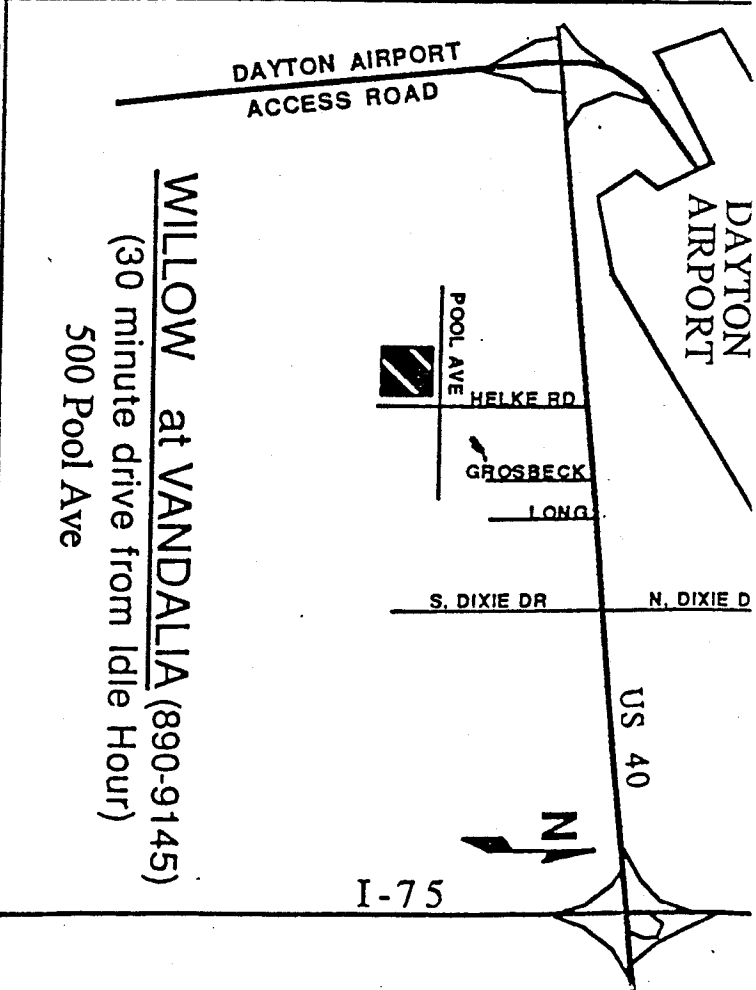 DAYTON
AIRPORT
US 40
POOL AVE
WILLOW at VANDALIA (890-9145)
(30 minute drive from Idle Hour)
500 Pool Ave
DAYTON AIRPORT
ACCESS ROAD
HELKE RD
GROSBECK
LONG
S. DIXIE DR
N. DIXIE D
N
I-75